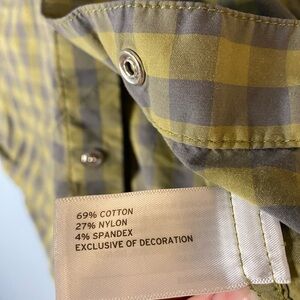 69% COTTON
27% NYLON
4% SPANDEX
EXCLUSIVE OF DECORATION